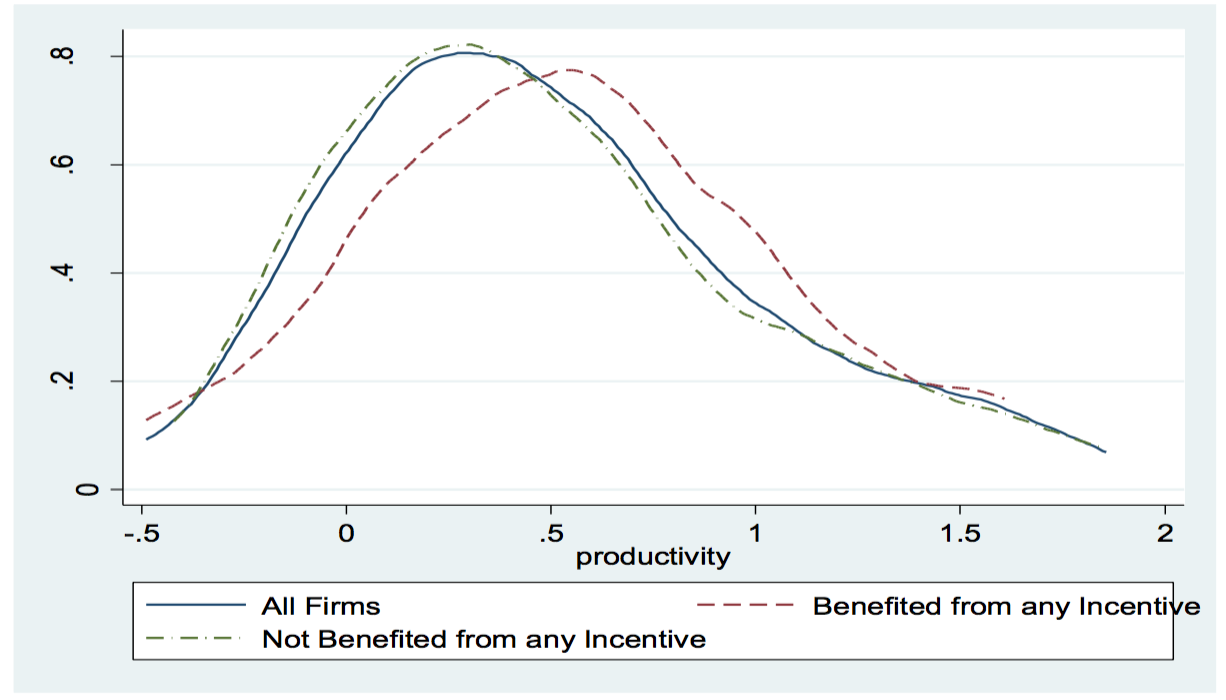 .8
.6
.4
.2
0
-.5 0 .5 1 1.5 2
productivity
All Firms Benefited from any Incentive
Not Benefited from any Incentive